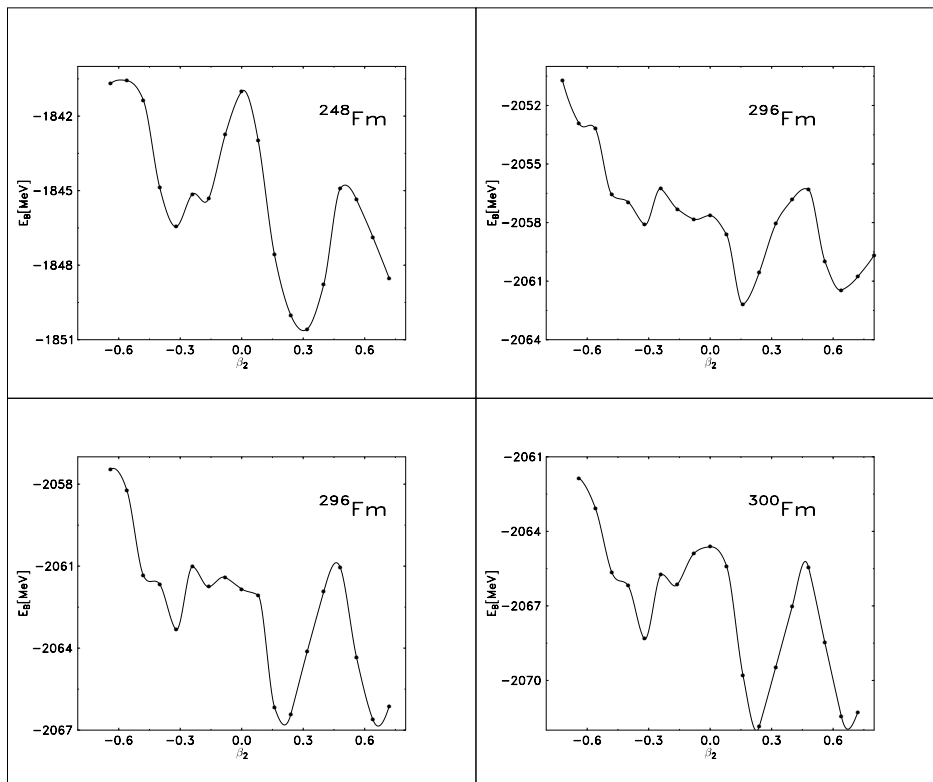 ²⁴⁸Fm
E_B[MeV]
−1842
−1845
−1848
−1851
−0.6 −0.3 0.0 0.3 0.6
β₂
²⁹⁶Fm
E_B[MeV]
−2052
−2055
−2058
−2061
−2064
−0.6 −0.3 0.0 0.3 0.6
β₂
²⁹⁶Fm
E_B[MeV]
−2058
−2061
−2064
−2067
−0.6 −0.3 0.0 0.3 0.6
β₂
³⁰⁰Fm
E_B[MeV]
−2061
−2064
−2067
−2070
−0.6 −0.3 0.0 0.3 0.6
β₂